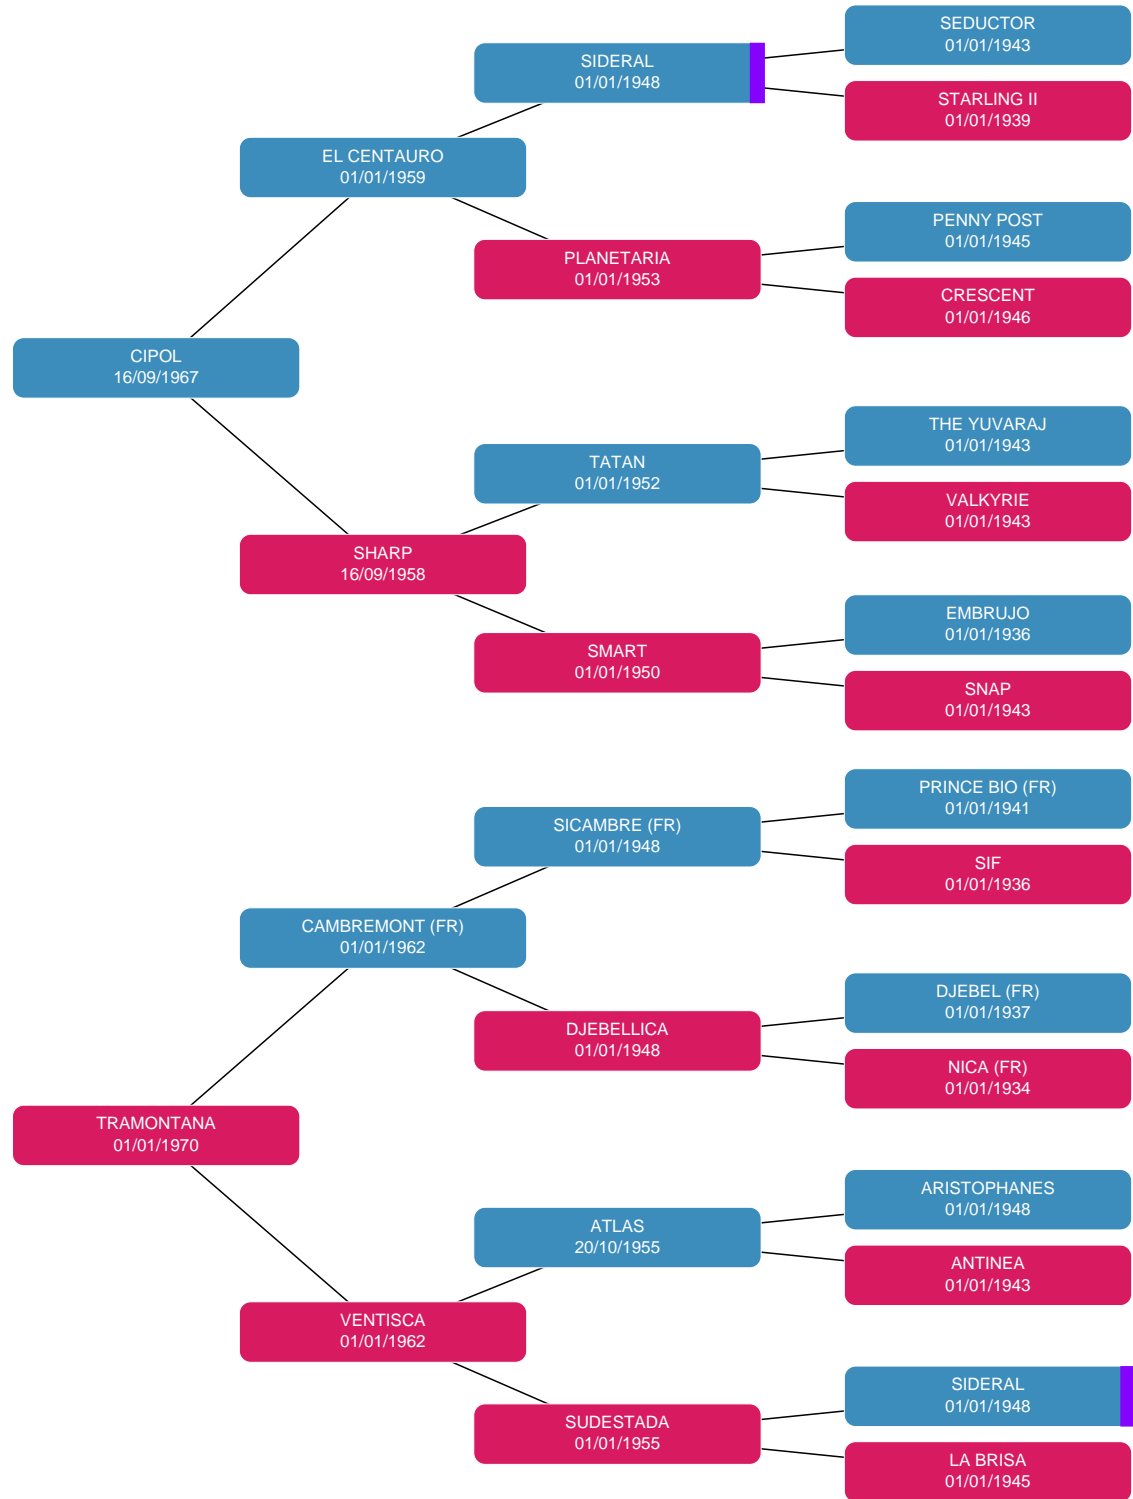 SEDUCTOR
01/01/1943
SIDERAL
01/01/1948
STARLING II
01/01/1939
EL CENTAURO
01/01/1959
PENNY POST
01/01/1945
PLANETARIA
01/01/1953
CRESCENT
01/01/1946
CIPOL
16/09/1967
THE YUVARAJ
01/01/1943
TATAN
01/01/1952
VALKYRIE
01/01/1943
SHARP
16/09/1958
EMBRUJO
01/01/1936
SMART
01/01/1950
SNAP
01/01/1943
PRINCE BIO (FR)
01/01/1941
SICAMBRE (FR)
01/01/1948
SIF
01/01/1936
CAMBREMONT (FR)
01/01/1962
DJEBEL (FR)
01/01/1937
DJEBELLICA
01/01/1948
NICA (FR)
01/01/1934
TRAMONTANA
01/01/1970
ARISTOPHANES
01/01/1948
ATLAS
20/10/1955
ANTINEA
01/01/1943
VENTISCA
01/01/1962
SIDERAL
01/01/1948
SUDESTADA
01/01/1955
LA BRISA
01/01/1945